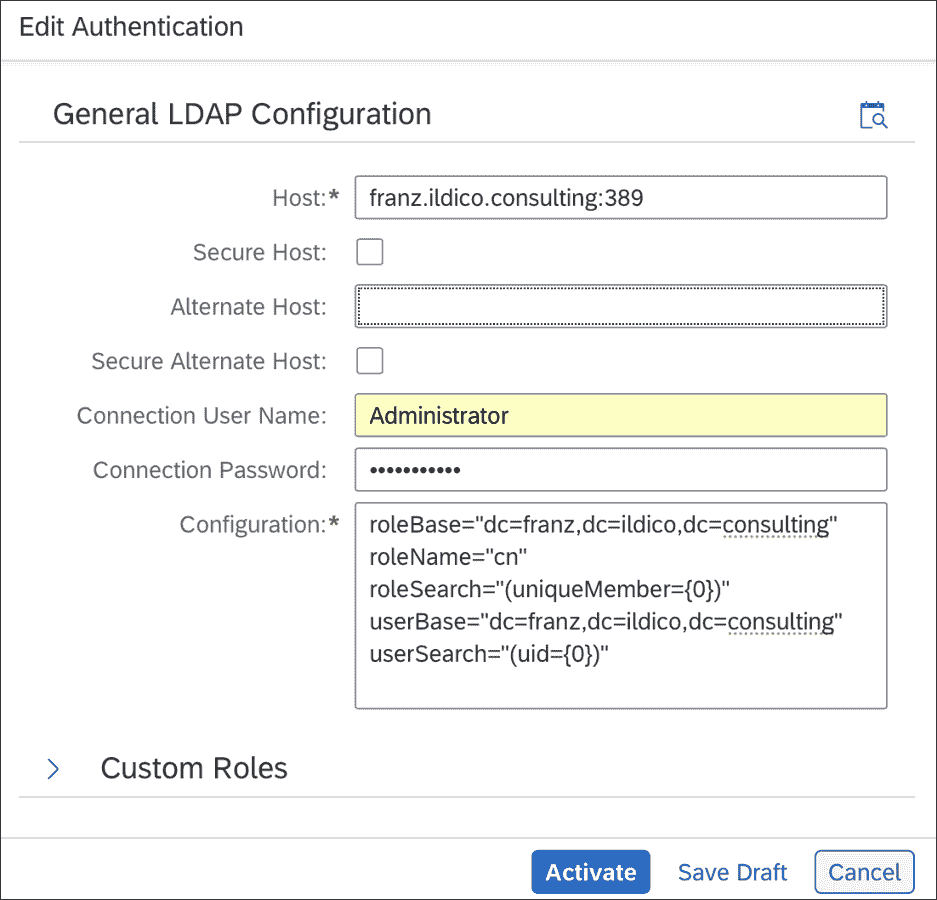 Edit Authentication
General LDAP Configuration
Host:* franz.ildico.consulting:389
Secure Host:
Alternate Host:
Secure Alternate Host:
Connection User Name: Administrator
Connection Password: •••••••••••
Configuration:* roleBase="dc=franz,dc=ildico,dc=consulting"
roleName="cn"
roleSearch="(uniqueMember={0})"
userBase="dc=franz,dc=ildico,dc=consulting"
userSearch="(uid={0})"
Custom Roles
Activate Save Draft Cancel